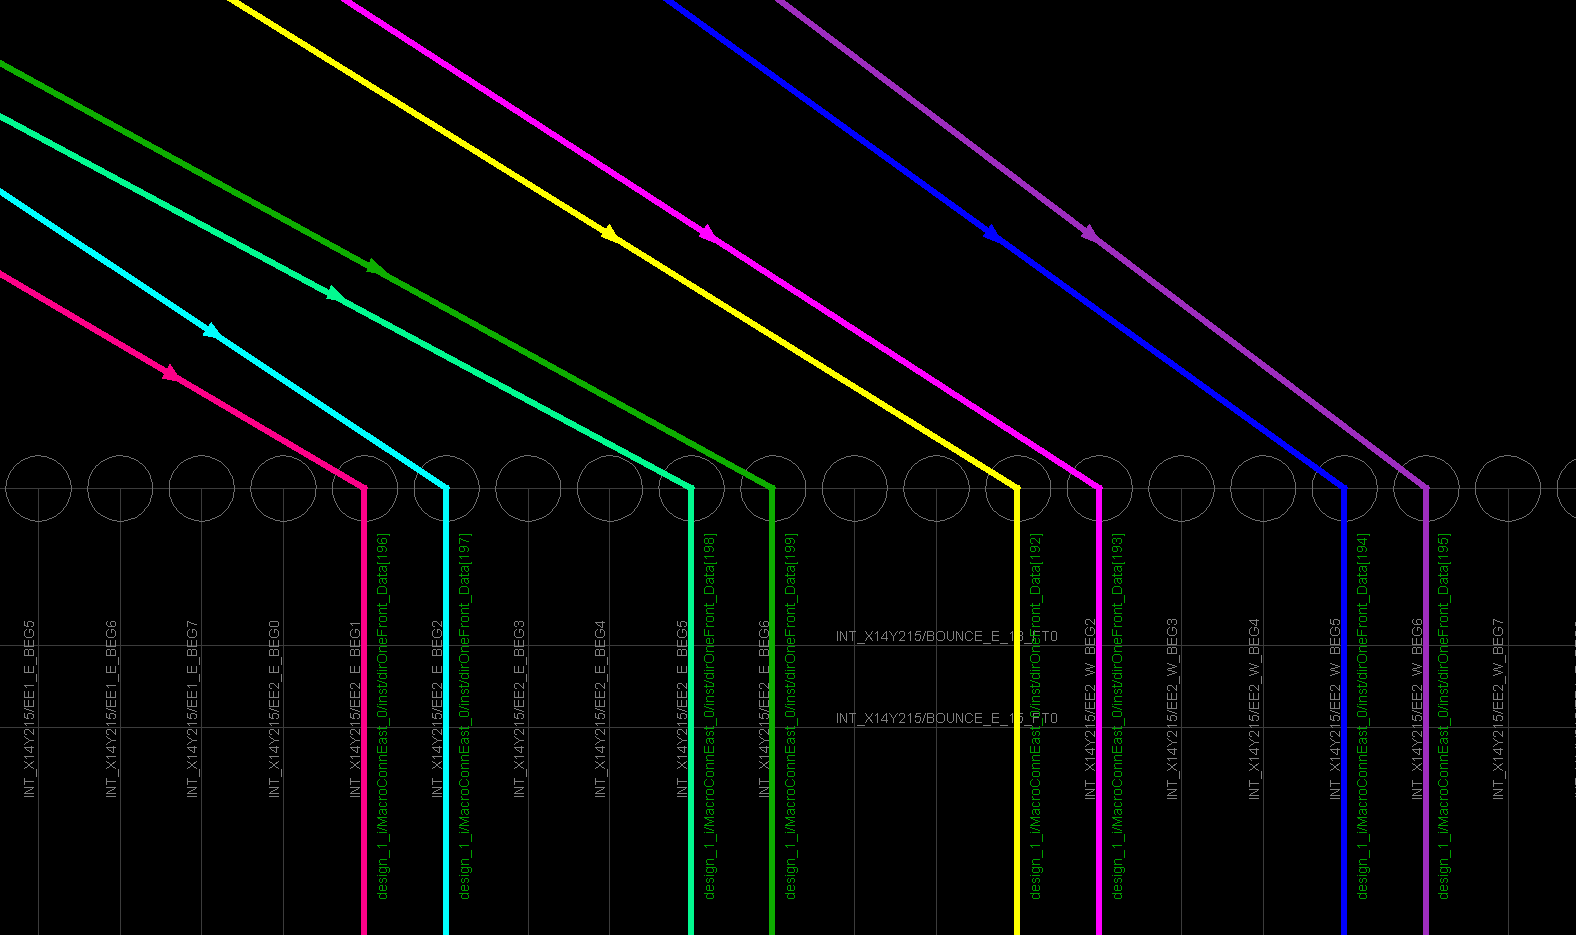 INT_X14Y215/EE1_E_BEG5
INT_X14Y215/EE1_E_BEG6
INT_X14Y215/EE1_E_BEG7
INT_X14Y215/EE2_E_BEG0
INT_X14Y215/EE2_E_BEG1
design_1_i/MacroConnEast_0/inst/dirOneFront_Data[196]
INT_X14Y215/EE2_E_BEG2
design_1_i/MacroConnEast_0/inst/dirOneFront_Data[197]
INT_X14Y215/EE2_E_BEG3
INT_X14Y215/EE2_E_BEG4
INT_X14Y215/EE2_E_BEG5
design_1_i/MacroConnEast_0/inst/dirOneFront_Data[198]
INT_X14Y215/EE2_E_BEG6
design_1_i/MacroConnEast_0/inst/dirOneFront_Data[199]
design_1_i/MacroConnEast_0/inst/dirOneFront_Data[192]
INT_X14Y215/EE2_W_BEG2
design_1_i/MacroConnEast_0/inst/dirOneFront_Data[193]
INT_X14Y215/EE2_W_BEG3
INT_X14Y215/EE2_W_BEG4
INT_X14Y215/EE2_W_BEG5
design_1_i/MacroConnEast_0/inst/dirOneFront_Data[194]
INT_X14Y215/EE2_W_BEG6
design_1_i/MacroConnEast_0/inst/dirOneFront_Data[195]
INT_X14Y215/EE2_W_BEG7